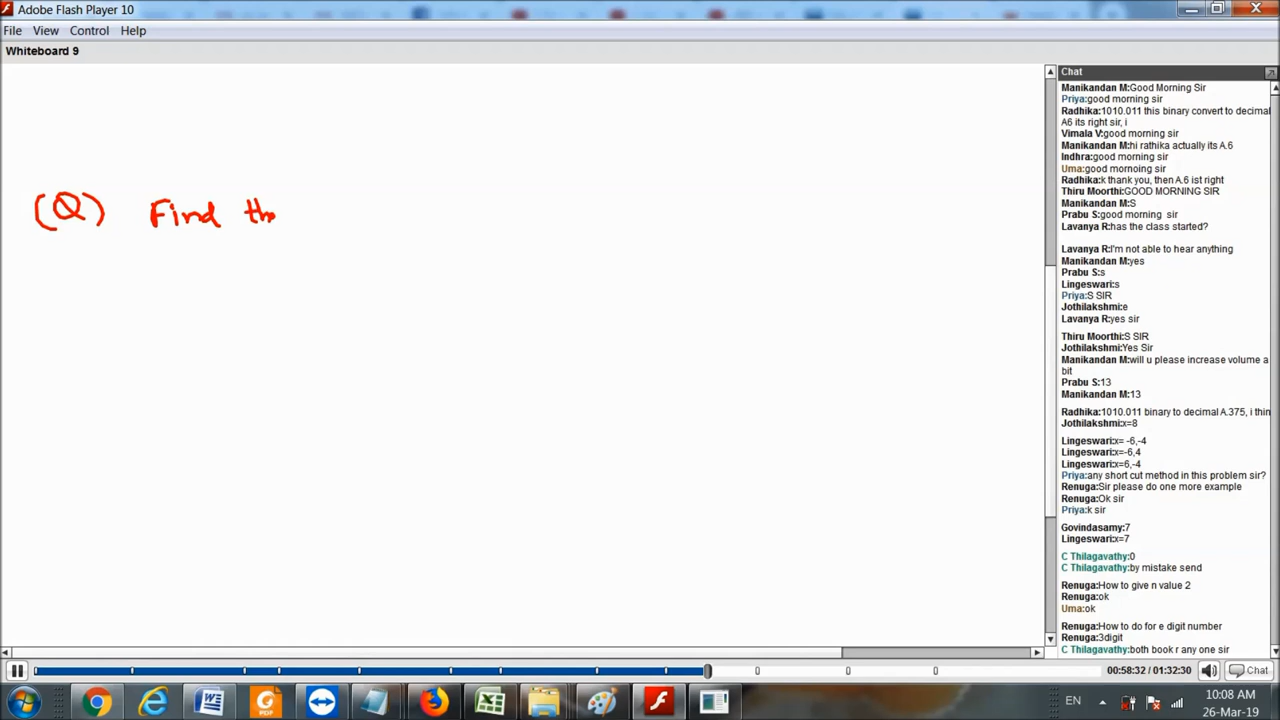 Adobe Flash Player 10
File View Control Help
Whiteboard 9
(Q) Find the
Chat
Manikandan M:Good Morning Sir
Priya:good morning sir
Radhika:1010.011 this binary convert to decimal
A6 its right sir, i
Vimala V:good morning sir
Manikandan M:hi rathika actually its A.6
Indhra:good morning sir
Uma:good mornoing sir
Radhika:k thank you, then A.6 ist right
Thiru Moorthi:GOOD MORNING SIR
Manikandan M:S
Prabu S:good morning sir
Lavanya R:has the class started?
Lavanya R:I'm not able to hear anything
Manikandan M:yes
Prabu S:s
Lingeswari:s
Priya:S SIR
Jothilakshmi:e
Lavanya R:yes sir
Thiru Moorthi:S SIR
Jothilakshmi:Yes Sir
Manikandan M:will u please increase volume a
bit
Prabu S:13
Manikandan M:13
Radhika:1010.011 binary to decimal A.375, i thin
Jothilakshmi:x=8
Lingeswari:x= -6,-4
Lingeswari:x=-6,4
Lingeswari:x=6,-4
Priya:any short cut method in this problem sir?
Renuga:Sir please do one more example
Renuga:Ok sir
Priya:k sir
Govindasamy:7
Lingeswari:x=7
C Thilagavathy:0
C Thilagavathy:by mistake send
Renuga:How to give n value 2
Renuga:ok
Uma:ok
Renuga:How to do for e digit number
Renuga:3digit
C Thilagavathy:both book r any one sir
00:58:32 / 01:32:30 Chat
EN 10:08 AM
26-Mar-19